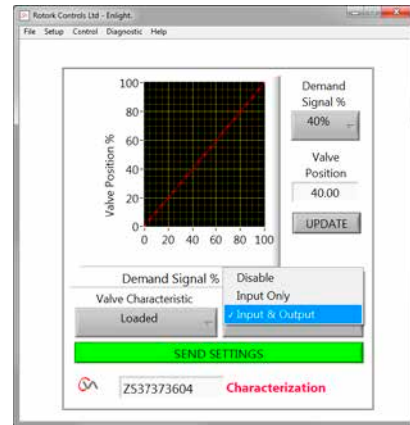 Rotork Controls Ltd - Enlight.
File Setup Control Diagnostic Help
Demand
Signal %
40%
Valve
Position
40.00
UPDATE
Valve Position %
100
80
60
40
20
0
0 20 40 60 80 100
Demand Signal %
Valve Characteristic
Loaded
Disable
Input Only
✓ Input & Output
SEND SETTINGS
ZS37373604
Characterization